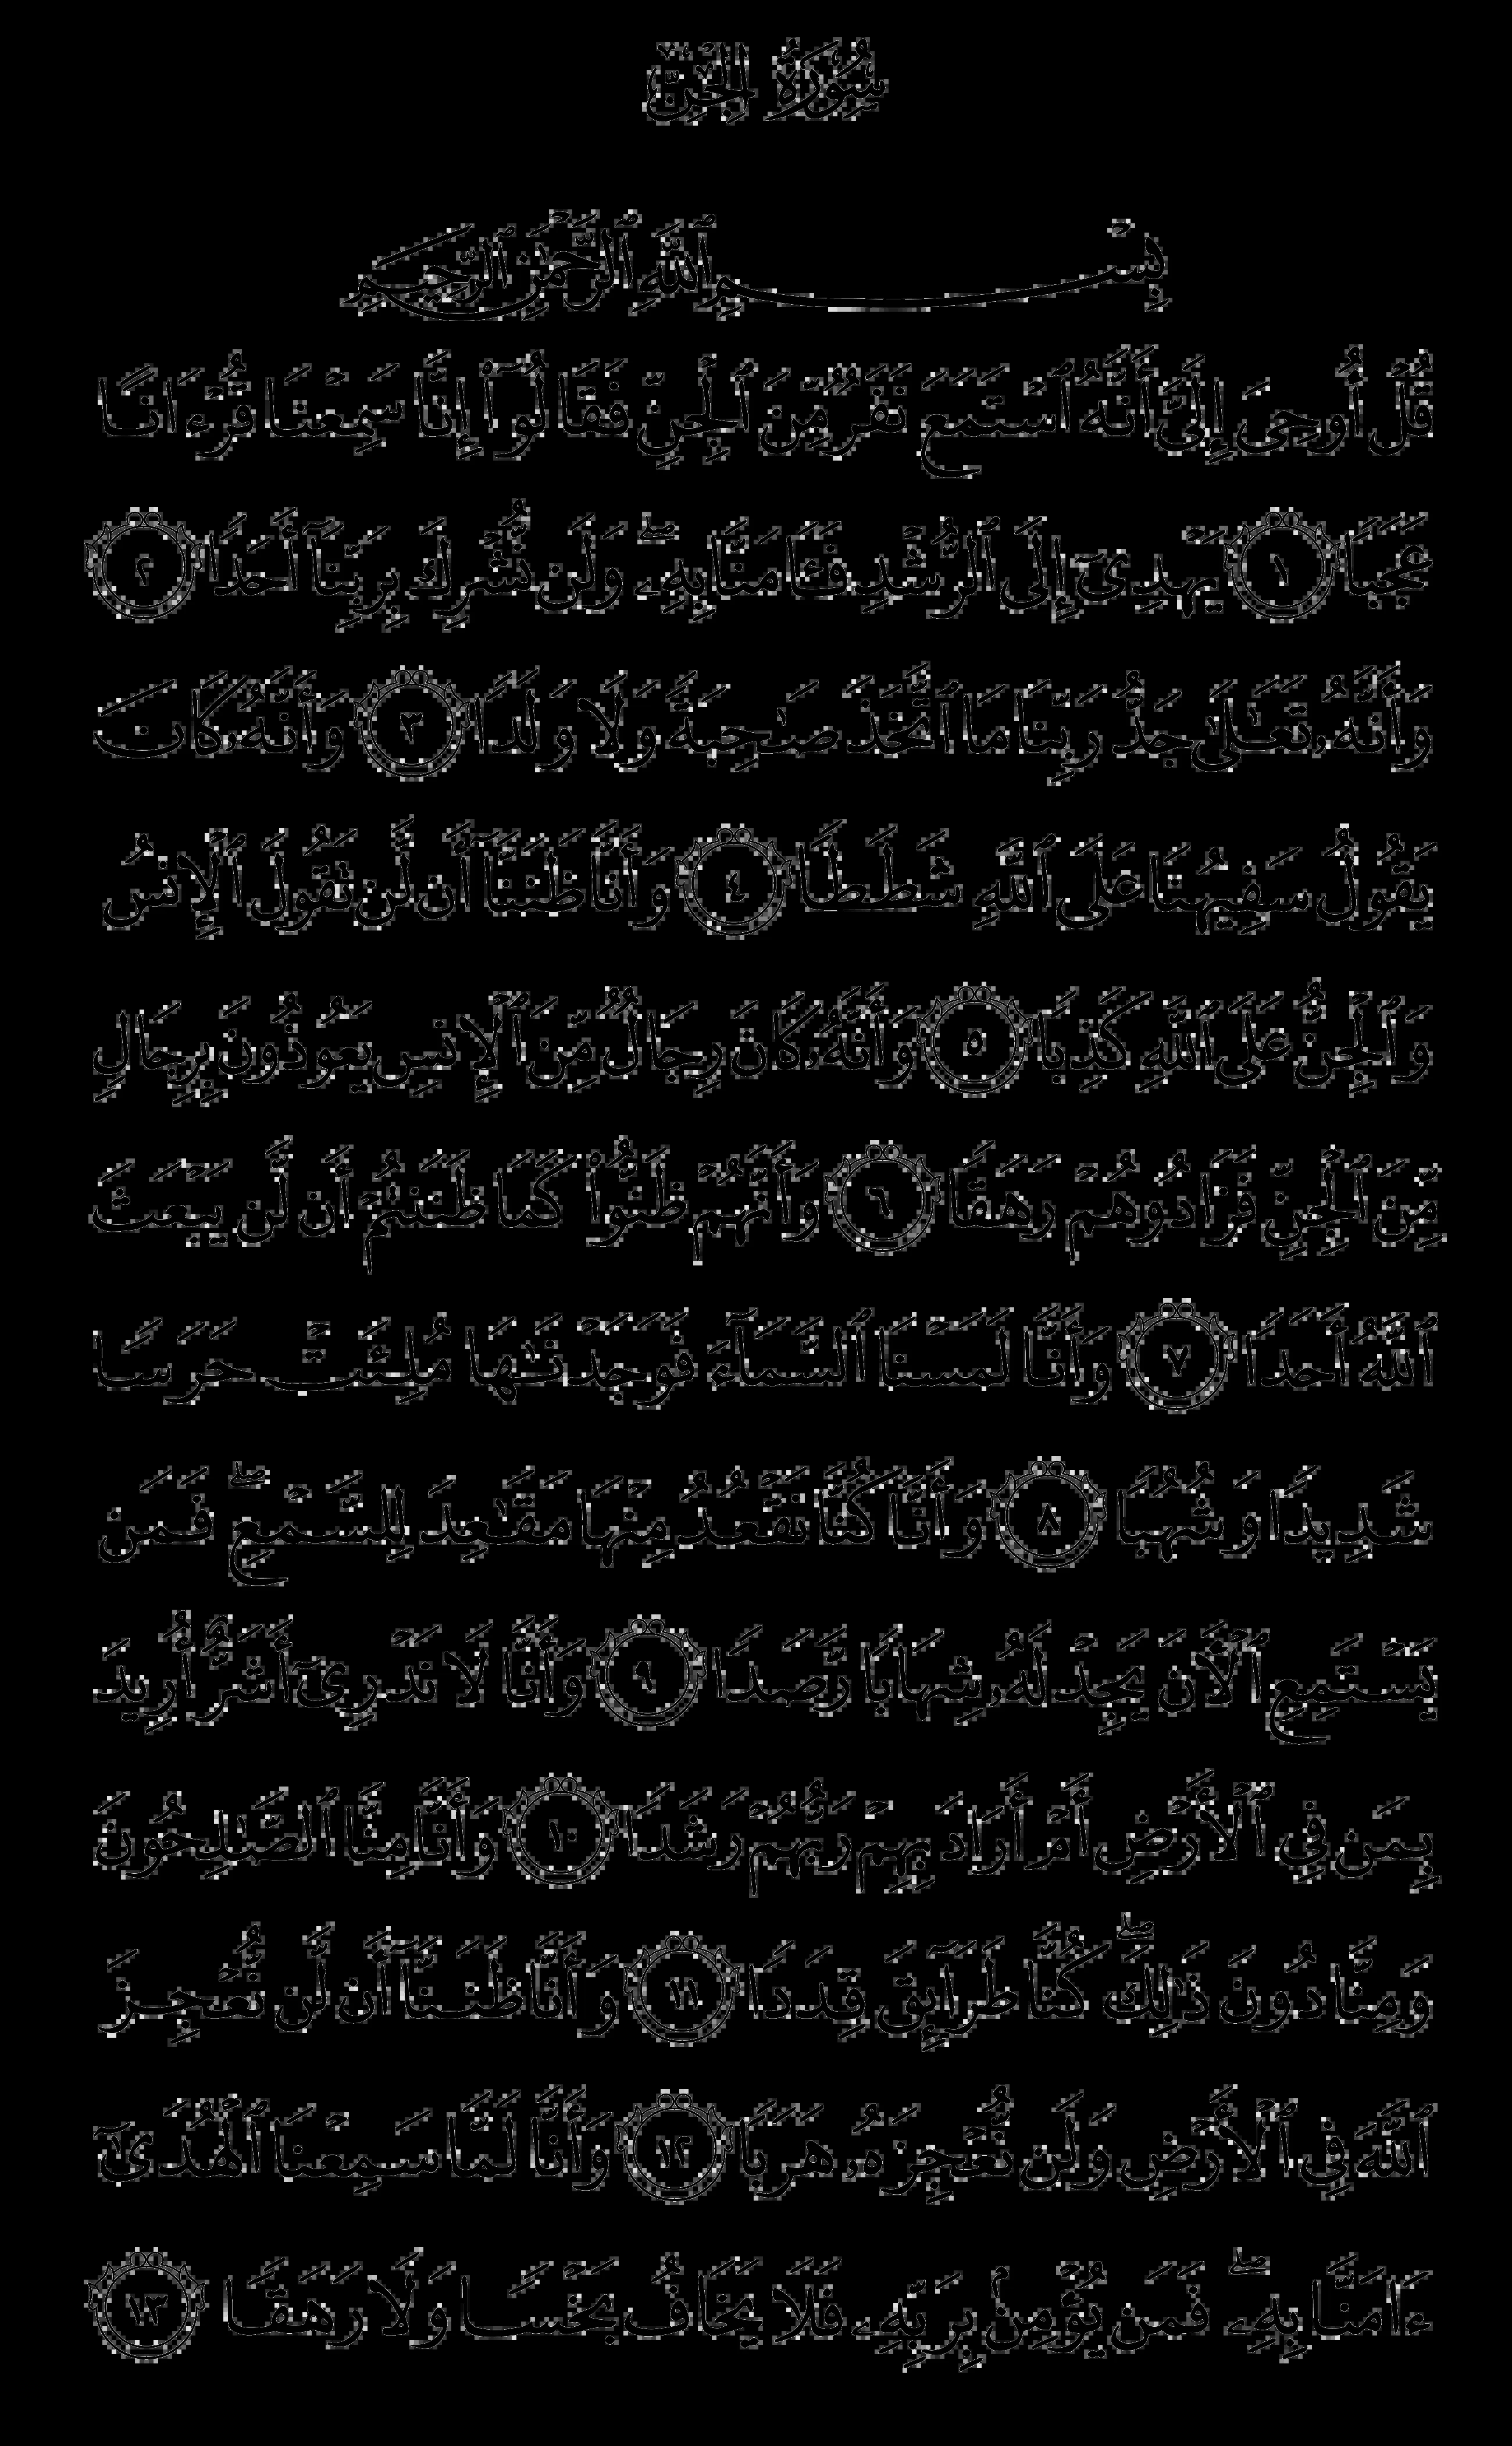 سُورَةُ الجِنِّ
بِسْمِ ٱللَّهِ ٱلرَّحْمَٰنِ ٱلرَّحِيمِ
قُلْ أُوحِىَ إِلَىَّ أَنَّهُ ٱسْتَمَعَ نَفَرٌ مِّنَ ٱلْجِنِّ فَقَالُوٓا۟ إِنَّا سَمِعْنَا قُرْءَانًا
عَجَبًا ١ يَهْدِىٓ إِلَى ٱلرُّشْدِ فَـَٔامَنَّا بِهِۦ ۖ وَلَن نُّشْرِكَ بِرَبِّنَآ أَحَدًا ٢
وَأَنَّهُۥ تَعَـٰلَىٰ جَدُّ رَبِّنَا مَا ٱتَّخَذَ صَـٰحِبَةً وَلَا وَلَدًا ٣ وَأَنَّهُۥ كَانَ
يَقُولُ سَفِيهُنَا عَلَى ٱللَّهِ شَطَطًا ٤ وَأَنَّا ظَنَنَّآ أَن لَّن تَقُولَ ٱلْإِنسُ
وَٱلْجِنُّ عَلَى ٱللَّهِ كَذِبًا ٥ وَأَنَّهُۥ كَانَ رِجَالٌ مِّنَ ٱلْإِنسِ يَعُوذُونَ بِرِجَالٍ
مِّنَ ٱلْجِنِّ فَزَادُوهُمْ رَهَقًا ٦ وَأَنَّهُمْ ظَنُّوا۟ كَمَا ظَنَنتُمْ أَن لَّن يَبْعَثَ
ٱللَّهُ أَحَدًا ٧ وَأَنَّا لَمَسْنَا ٱلسَّمَآءَ فَوَجَدْنَـٰهَا مُلِئَتْ حَرَسًا
شَدِيدًا وَشُهُبًا ٨ وَأَنَّا كُنَّا نَقْعُدُ مِنْهَا مَقَـٰعِدَ لِلسَّمْعِ ۖ فَمَن
يَسْتَمِعِ ٱلْـَٔانَ يَجِدْ لَهُۥ شِهَابًا رَّصَدًا ٩ وَأَنَّا لَا نَدْرِىٓ أَشَرٌّ أُرِيدَ
بِمَن فِى ٱلْأَرْضِ أَمْ أَرَادَ بِهِمْ رَبُّهُمْ رَشَدًا ١٠ وَأَنَّا مِنَّا ٱلصَّـٰلِحُونَ
وَمِنَّا دُونَ ذَٰلِكَ ۖ كُنَّا طَرَآئِقَ قِدَدًا ١١ وَأَنَّا ظَنَنَّآ أَن لَّن نُّعْجِزَ
ٱللَّهَ فِى ٱلْأَرْضِ وَلَن نُّعْجِزَهُۥ هَرَبًا ١٢ وَأَنَّا لَمَّا سَمِعْنَا ٱلْهُدَىٰٓ
ءَامَنَّا بِهِۦ ۖ فَمَن يُؤْمِنۢ بِرَبِّهِۦ فَلَا يَخَافُ بَخْسًا وَلَا رَهَقًا ١٣